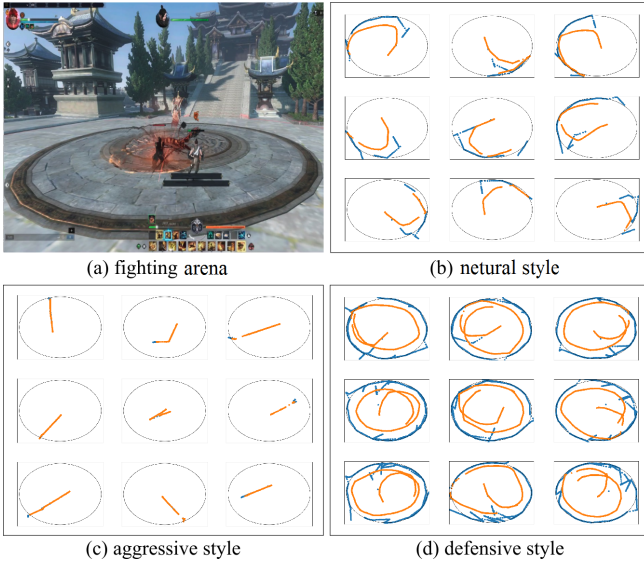 (a) fighting arena
(b) netural style
(c) aggressive style
(d) defensive style